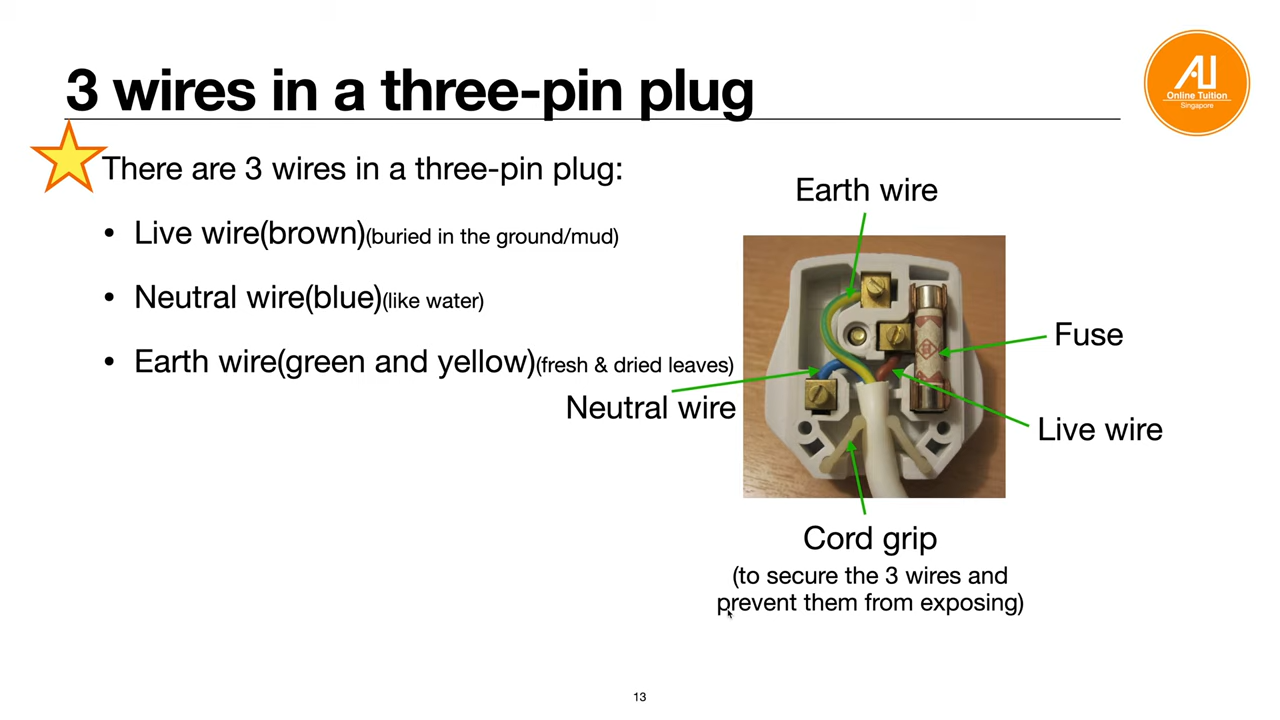 3 wires in a three-pin plug
AU
Online Tuition
Singapore
There are 3 wires in a three-pin plug:
• Live wire(brown)(buried in the ground/mud)
• Neutral wire(blue)(like water)
• Earth wire(green and yellow)(fresh & dried leaves)
Earth wire
Fuse
Neutral wire
Live wire
Cord grip
(to secure the 3 wires and
prevent them from exposing)
13